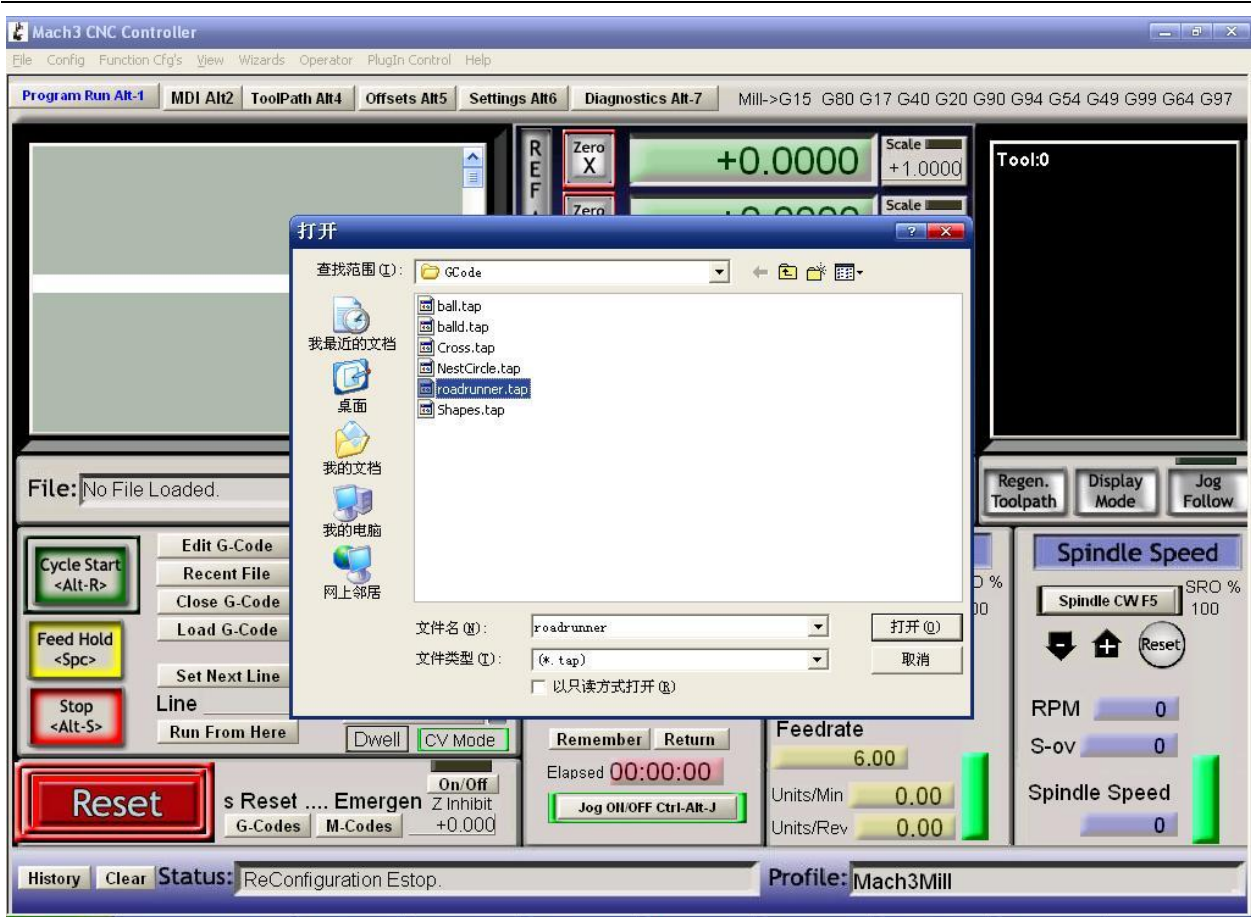 Mach3 CNC Controller
File Config Function Cfg's View Wizards Operator PlugIn Control Help
Program Run Alt-1 MDI Alt2 ToolPath Alt4 Offsets Alt5 Settings Alt6 Diagnostics Alt-7 Mill->G15 G80 G17 G40 G20 G90 G94 G54 G49 G99 G64 G97
REF
Zero X +0.0000 Scale +1.0000
Zero Scale
Tool:0
打开
查找范围(I): GCode
我最近的文档
桌面
我的文档
我的电脑
网上邻居
ball.tap
balld.tap
Cross.tap
NestCircle.tap
roadrunner.tap
Shapes.tap
文件名(N): roadrunner 打开(O)
文件类型(T): (*.tap) 取消
以只读方式打开(R)
File: No File Loaded.
Regen. Toolpath Display Mode Jog Follow
Cycle Start <Alt-R>
Feed Hold <Spc>
Stop <Alt-S>
Edit G-Code
Recent File
Close G-Code
Load G-Code
Set Next Line
Line
Run From Here
Dwell CV Mode
Reset
s Reset .... Emergen
G-Codes M-Codes
On/Off
Z Inhibit
+0.000
Remember Return
Elapsed 00:00:00
Jog ON/OFF Ctrl-Alt-J
Feedrate
6.00
Units/Min 0.00
Units/Rev 0.00
Spindle Speed
Spindle CW F5
SRO %
100
Reset
RPM 0
S-ov 0
Spindle Speed
0
History Clear Status: ReConfiguration Estop. Profile: Mach3Mill